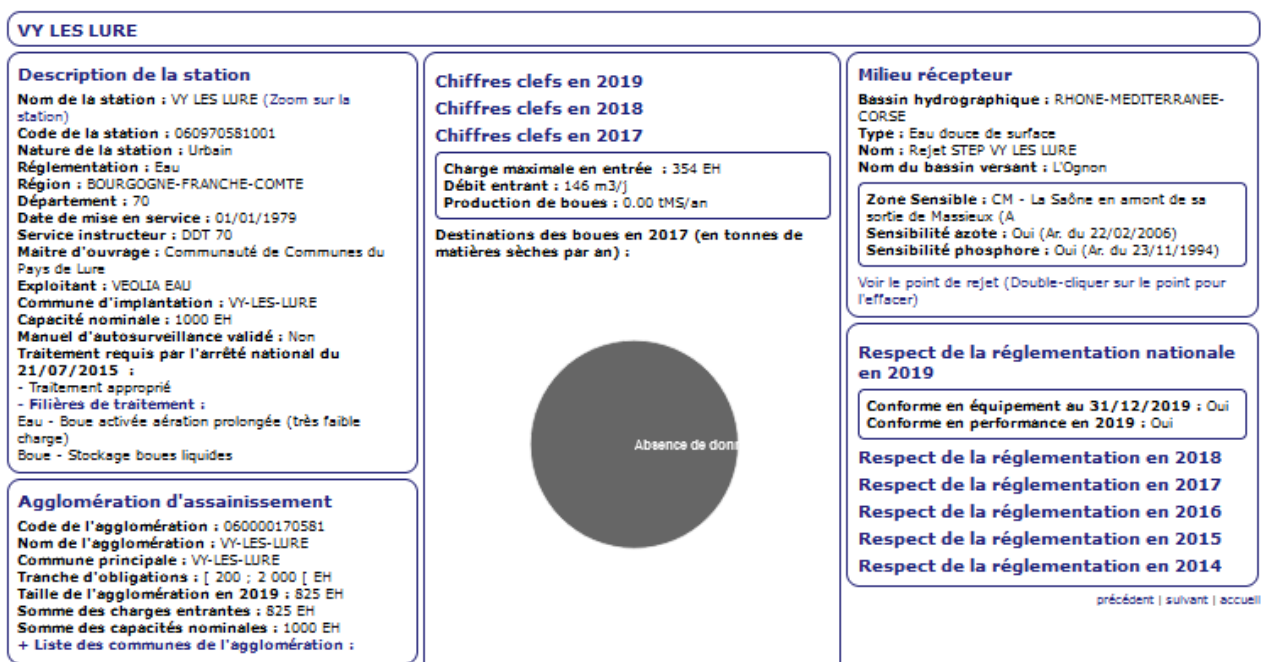 VY LES LURE
Description de la station
Nom de la station : VY LES LURE (Zoom sur la
station)
Code de la station : 060970581001
Nature de la station : Urbain
Réglementation : Eau
Région : BOURGOGNE-FRANCHE-COMTE
Département : 70
Date de mise en service : 01/01/1979
Service instructeur : DDT 70
Maitre d'ouvrage : Communauté de Communes du
Pays de Lure
Exploitant : VEOLIA EAU
Commune d'implantation : VY-LES-LURE
Capacité nominale : 1000 EH
Manuel d'autosurveillance validé : Non
Traitement requis par l'arrêté national du
21/07/2015 :
- Traitement approprié
- Filières de traitement :
Eau - Boue activée aération prolongée (très faible
charge)
Boue - Stockage boues liquides
Agglomération d'assainissement
Code de l'agglomération : 060000170581
Nom de l'agglomération : VY-LES-LURE
Commune principale : VY-LES-LURE
Tranche d'obligations : [ 200 ; 2 000 [ EH
Taille de l'agglomération en 2019 : 825 EH
Somme des charges entrantes : 825 EH
Somme des capacités nominales : 1000 EH
+ Liste des communes de l'agglomération :
Chiffres clefs en 2019
Chiffres clefs en 2018
Chiffres clefs en 2017
Charge maximale en entrée : 354 EH
Débit entrant : 146 m3/j
Production de boues : 0.00 tMS/an
Destinations des boues en 2017 (en tonnes de
matières sèches par an) :
Absence de donn
Milieu récepteur
Bassin hydrographique : RHONE-MEDITERRANEE-
CORSE
Type : Eau douce de surface
Nom : Rejet STEP VY LES LURE
Nom du bassin versant : L'Ognon
Zone Sensible : CM - La Saône en amont de sa
sortie de Massieux (A
Sensibilité azote : Oui (Ar. du 22/02/2006)
Sensibilité phosphore : Oui (Ar. du 23/11/1994)
Voir le point de rejet (Double-cliquer sur le point pour
l'effacer)
Respect de la réglementation nationale
en 2019
Conforme en équipement au 31/12/2019 : Oui
Conforme en performance en 2019 : Oui
Respect de la réglementation en 2018
Respect de la réglementation en 2017
Respect de la réglementation en 2016
Respect de la réglementation en 2015
Respect de la réglementation en 2014
précédent | suivant | accueil